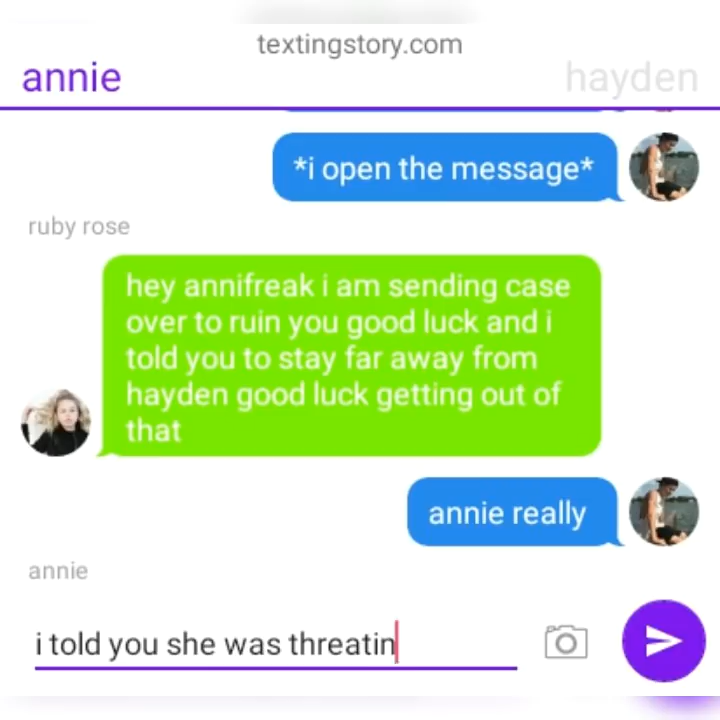 textingstory.com
annie
hayden
*i open the message*
ruby rose
hey annifreak i am sending case
over to ruin you good luck and i
told you to stay far away from
hayden good luck getting out of
that
annie really
annie
i told you she was threatin